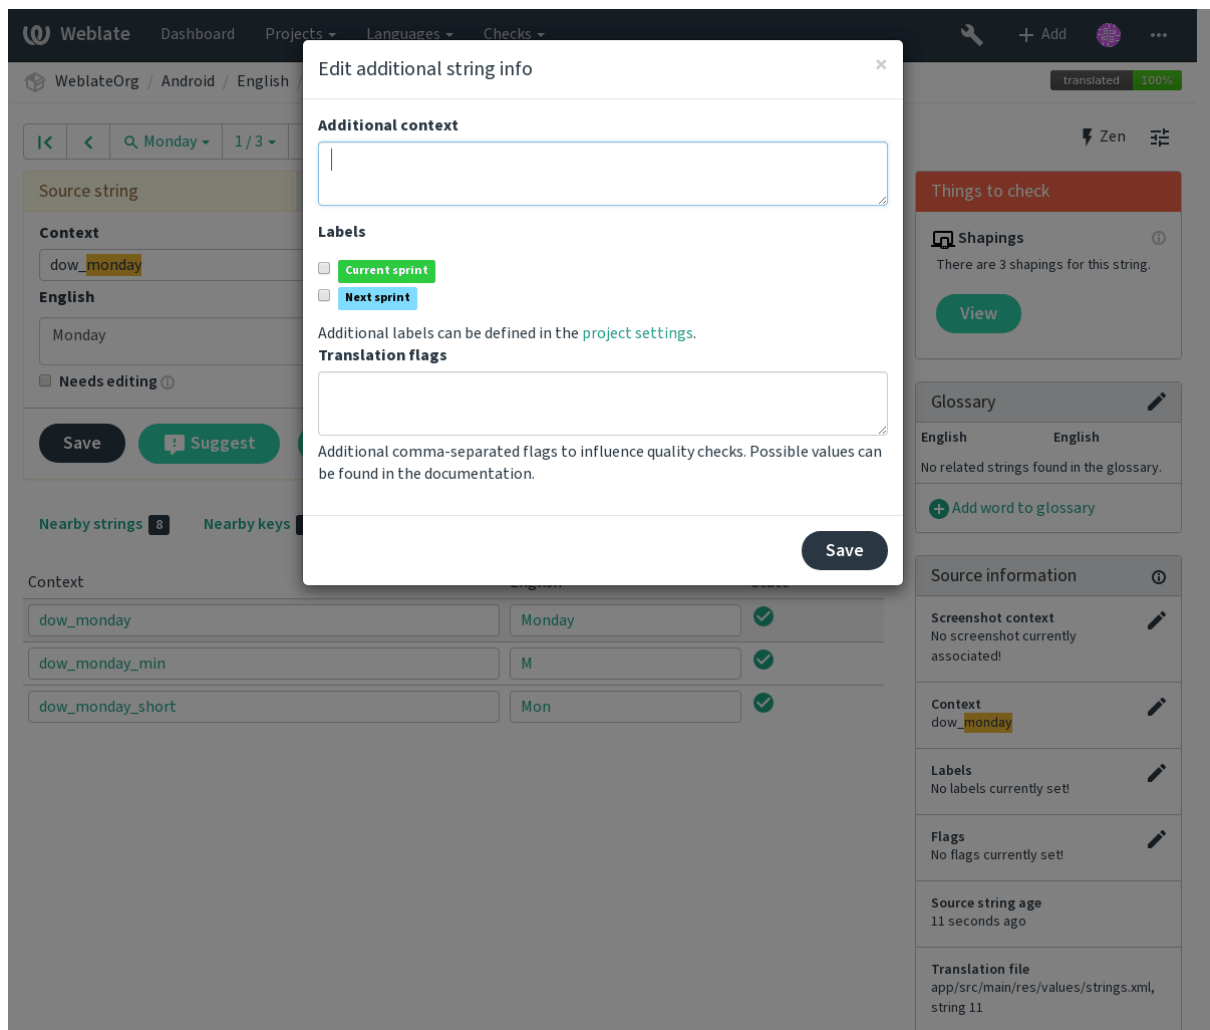 Weblate Dashboard Projects Languages Checks Add
WeblateOrg / Android / English / translated 100%
Monday 1 / 3 Zen
Edit additional string info ×
Additional context
Labels
Current sprint
Next sprint
Additional labels can be defined in the project settings.
Translation flags
Additional comma-separated flags to influence quality checks. Possible values can
be found in the documentation.
Save
Source string
Context
dow_monday
English
Monday
Needs editing
Save Suggest
Nearby strings 8 Nearby keys
Context
dow_monday Monday
dow_monday_min M
dow_monday_short Mon
Things to check
Shapings
There are 3 shapings for this string.
View
Glossary
English English
No related strings found in the glossary.
Add word to glossary
Source information
Screenshot context
No screenshot currently
associated!
Context
dow_monday
Labels
No labels currently set!
Flags
No flags currently set!
Source string age
11 seconds ago
Translation file
app/src/main/res/values/strings.xml,
string 11